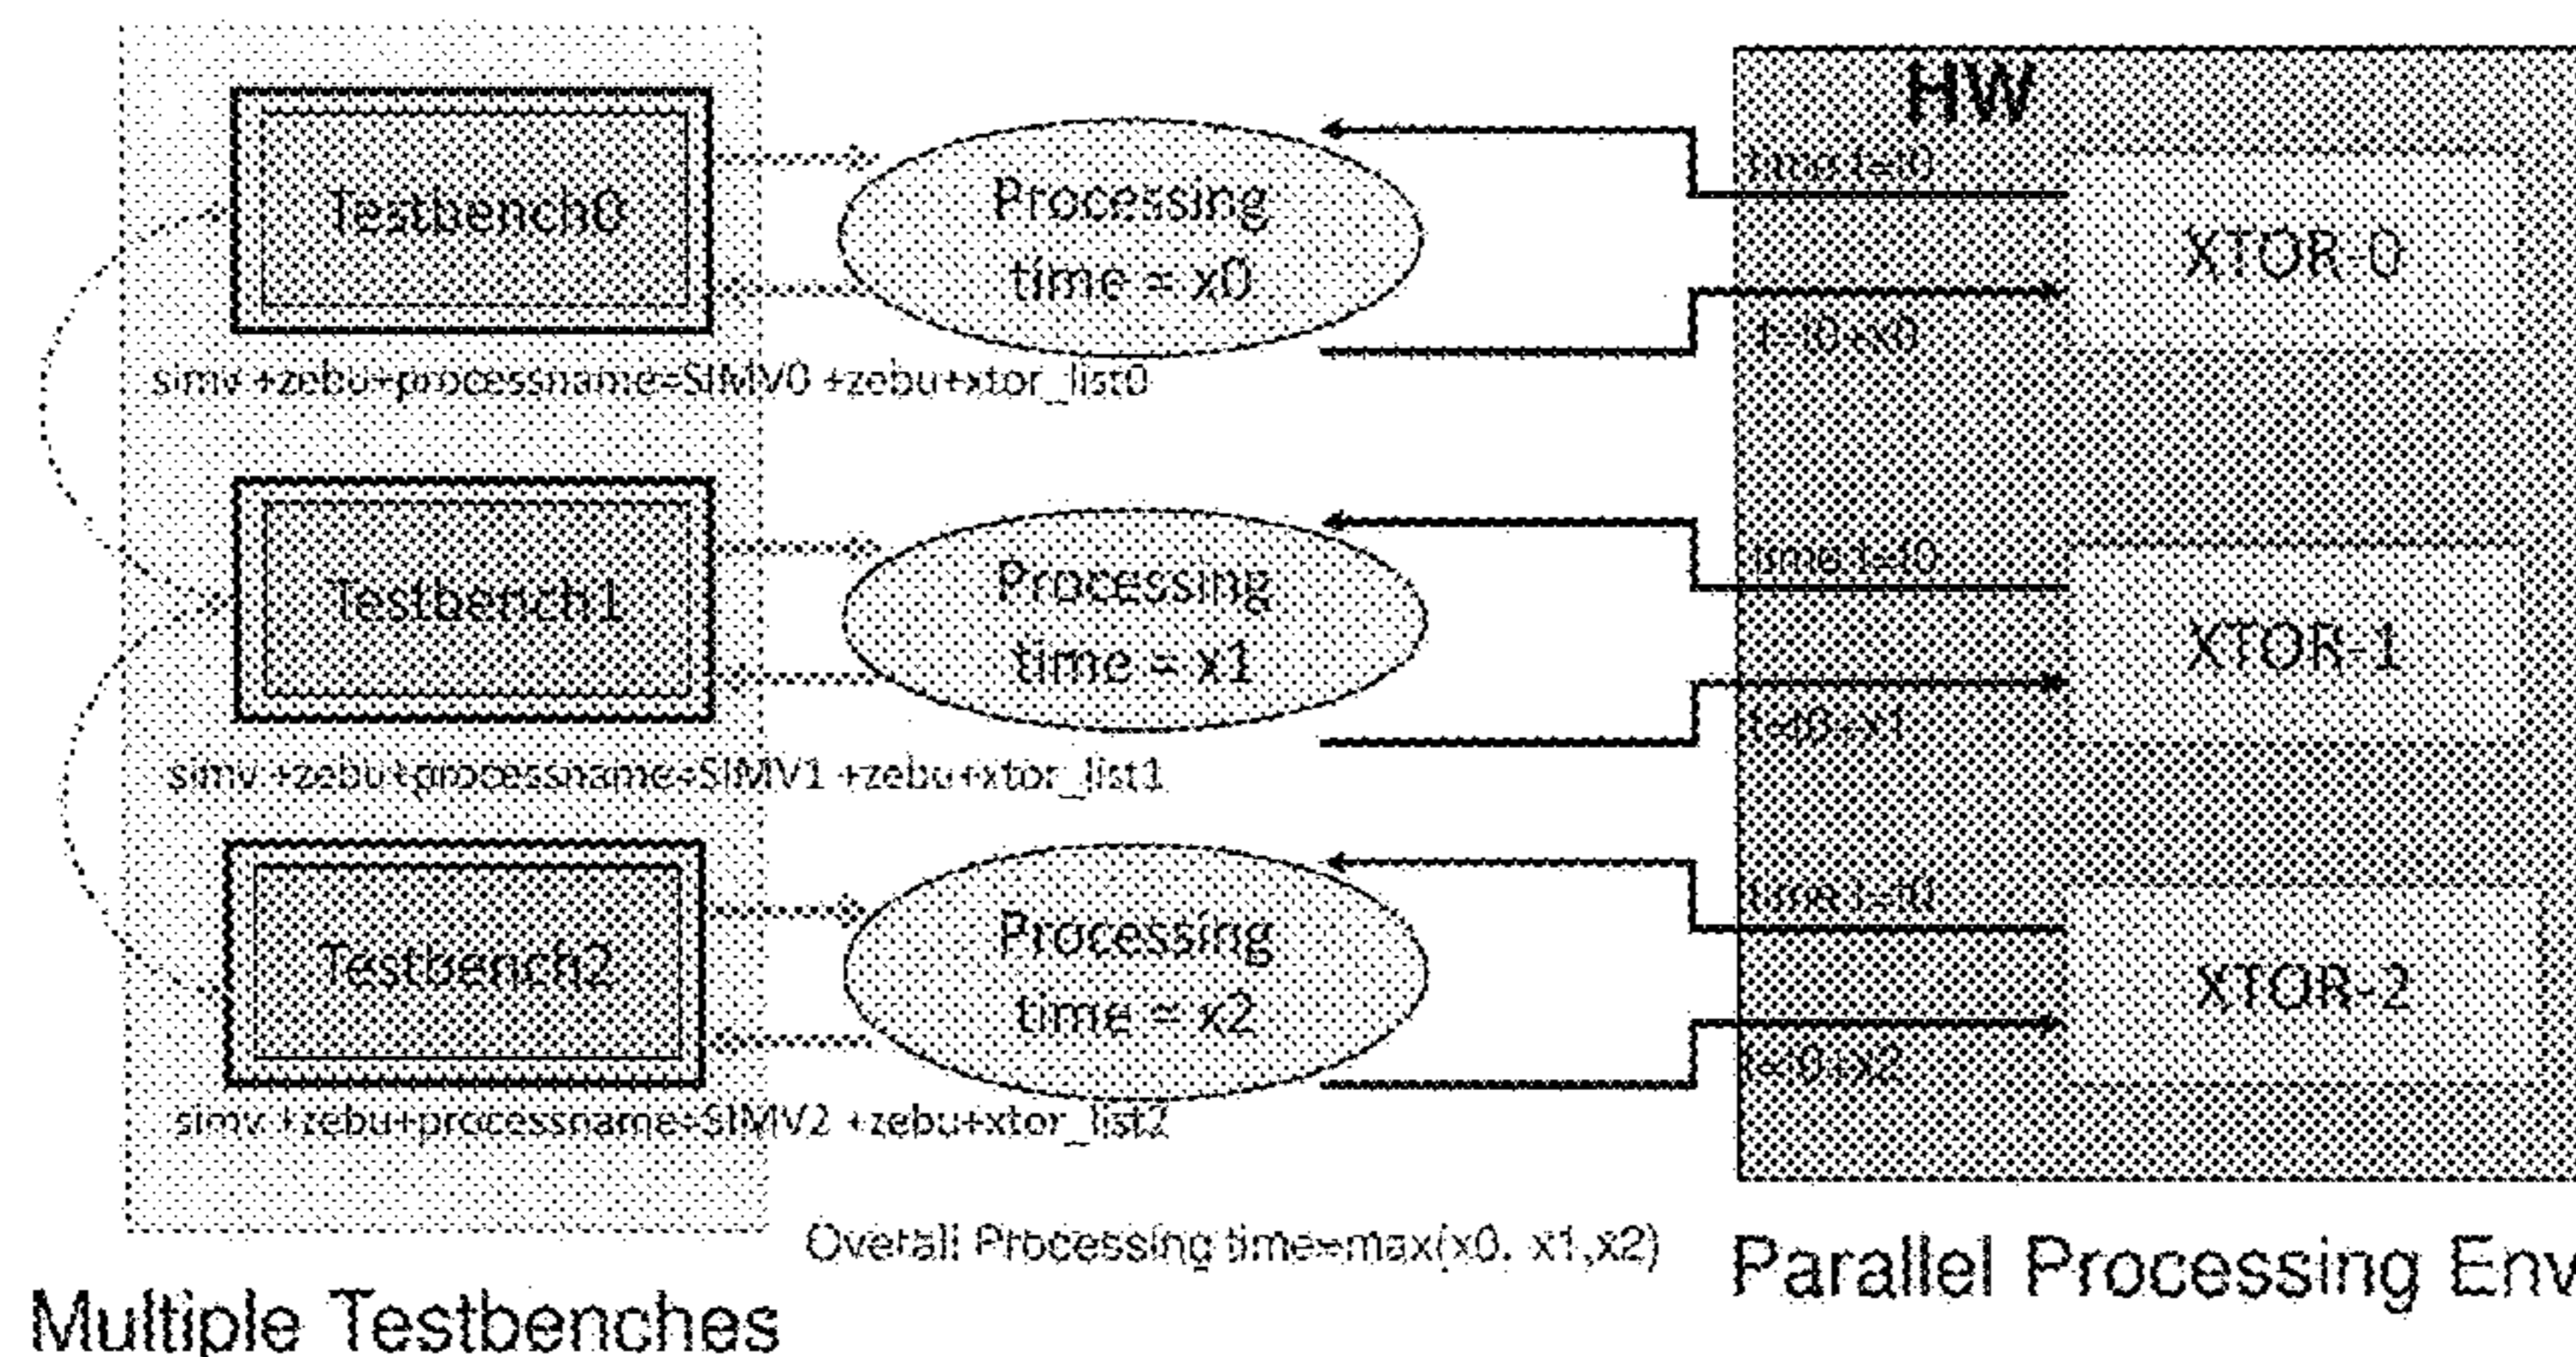 HW
Testbench0
Processing
time = x0
time t=t0
XTOR-0
t=t0+x0
simv +zebu+processname=SIMV0 +zebu+xtor_list0
Testbench1
Processing
time = x1
time t=t0
XTOR-1
t=t0+x1
simv +zebu+processname=SIMV1 +zebu+xtor_list1
Testbench2
Processing
time = x2
time t=t0
XTOR-2
t=t0+x2
simv +zebu+processname=SIMV2 +zebu+xtor_list2
Overall Processing time=max(x0, x1,x2)
Parallel Processing Env
Multiple Testbenches